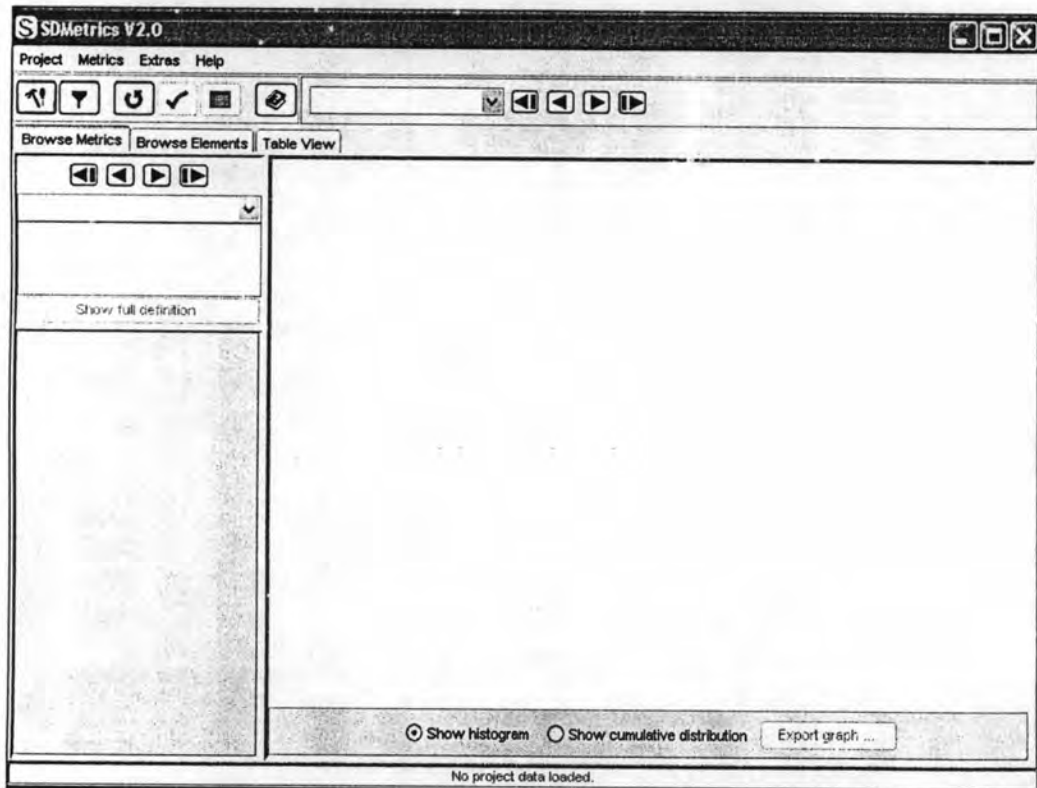 SDMetrics V2.0
Project Metrics Extras Help
Browse Metrics Browse Elements Table View
Show full definition
Show histogram Show cumulative distribution Export graph ...
No project data loaded.